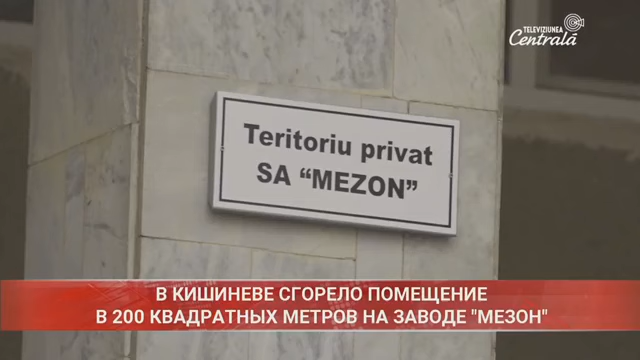 TELEVIZIUNEA
Centrală
Teritoriu privat
SA “MEZON”
В КИШИНЕВЕ СГОРЕЛО ПОМЕЩЕНИЕ
В 200 КВАДРАТНЫХ МЕТРОВ НА ЗАВОДЕ "МЕЗОН"